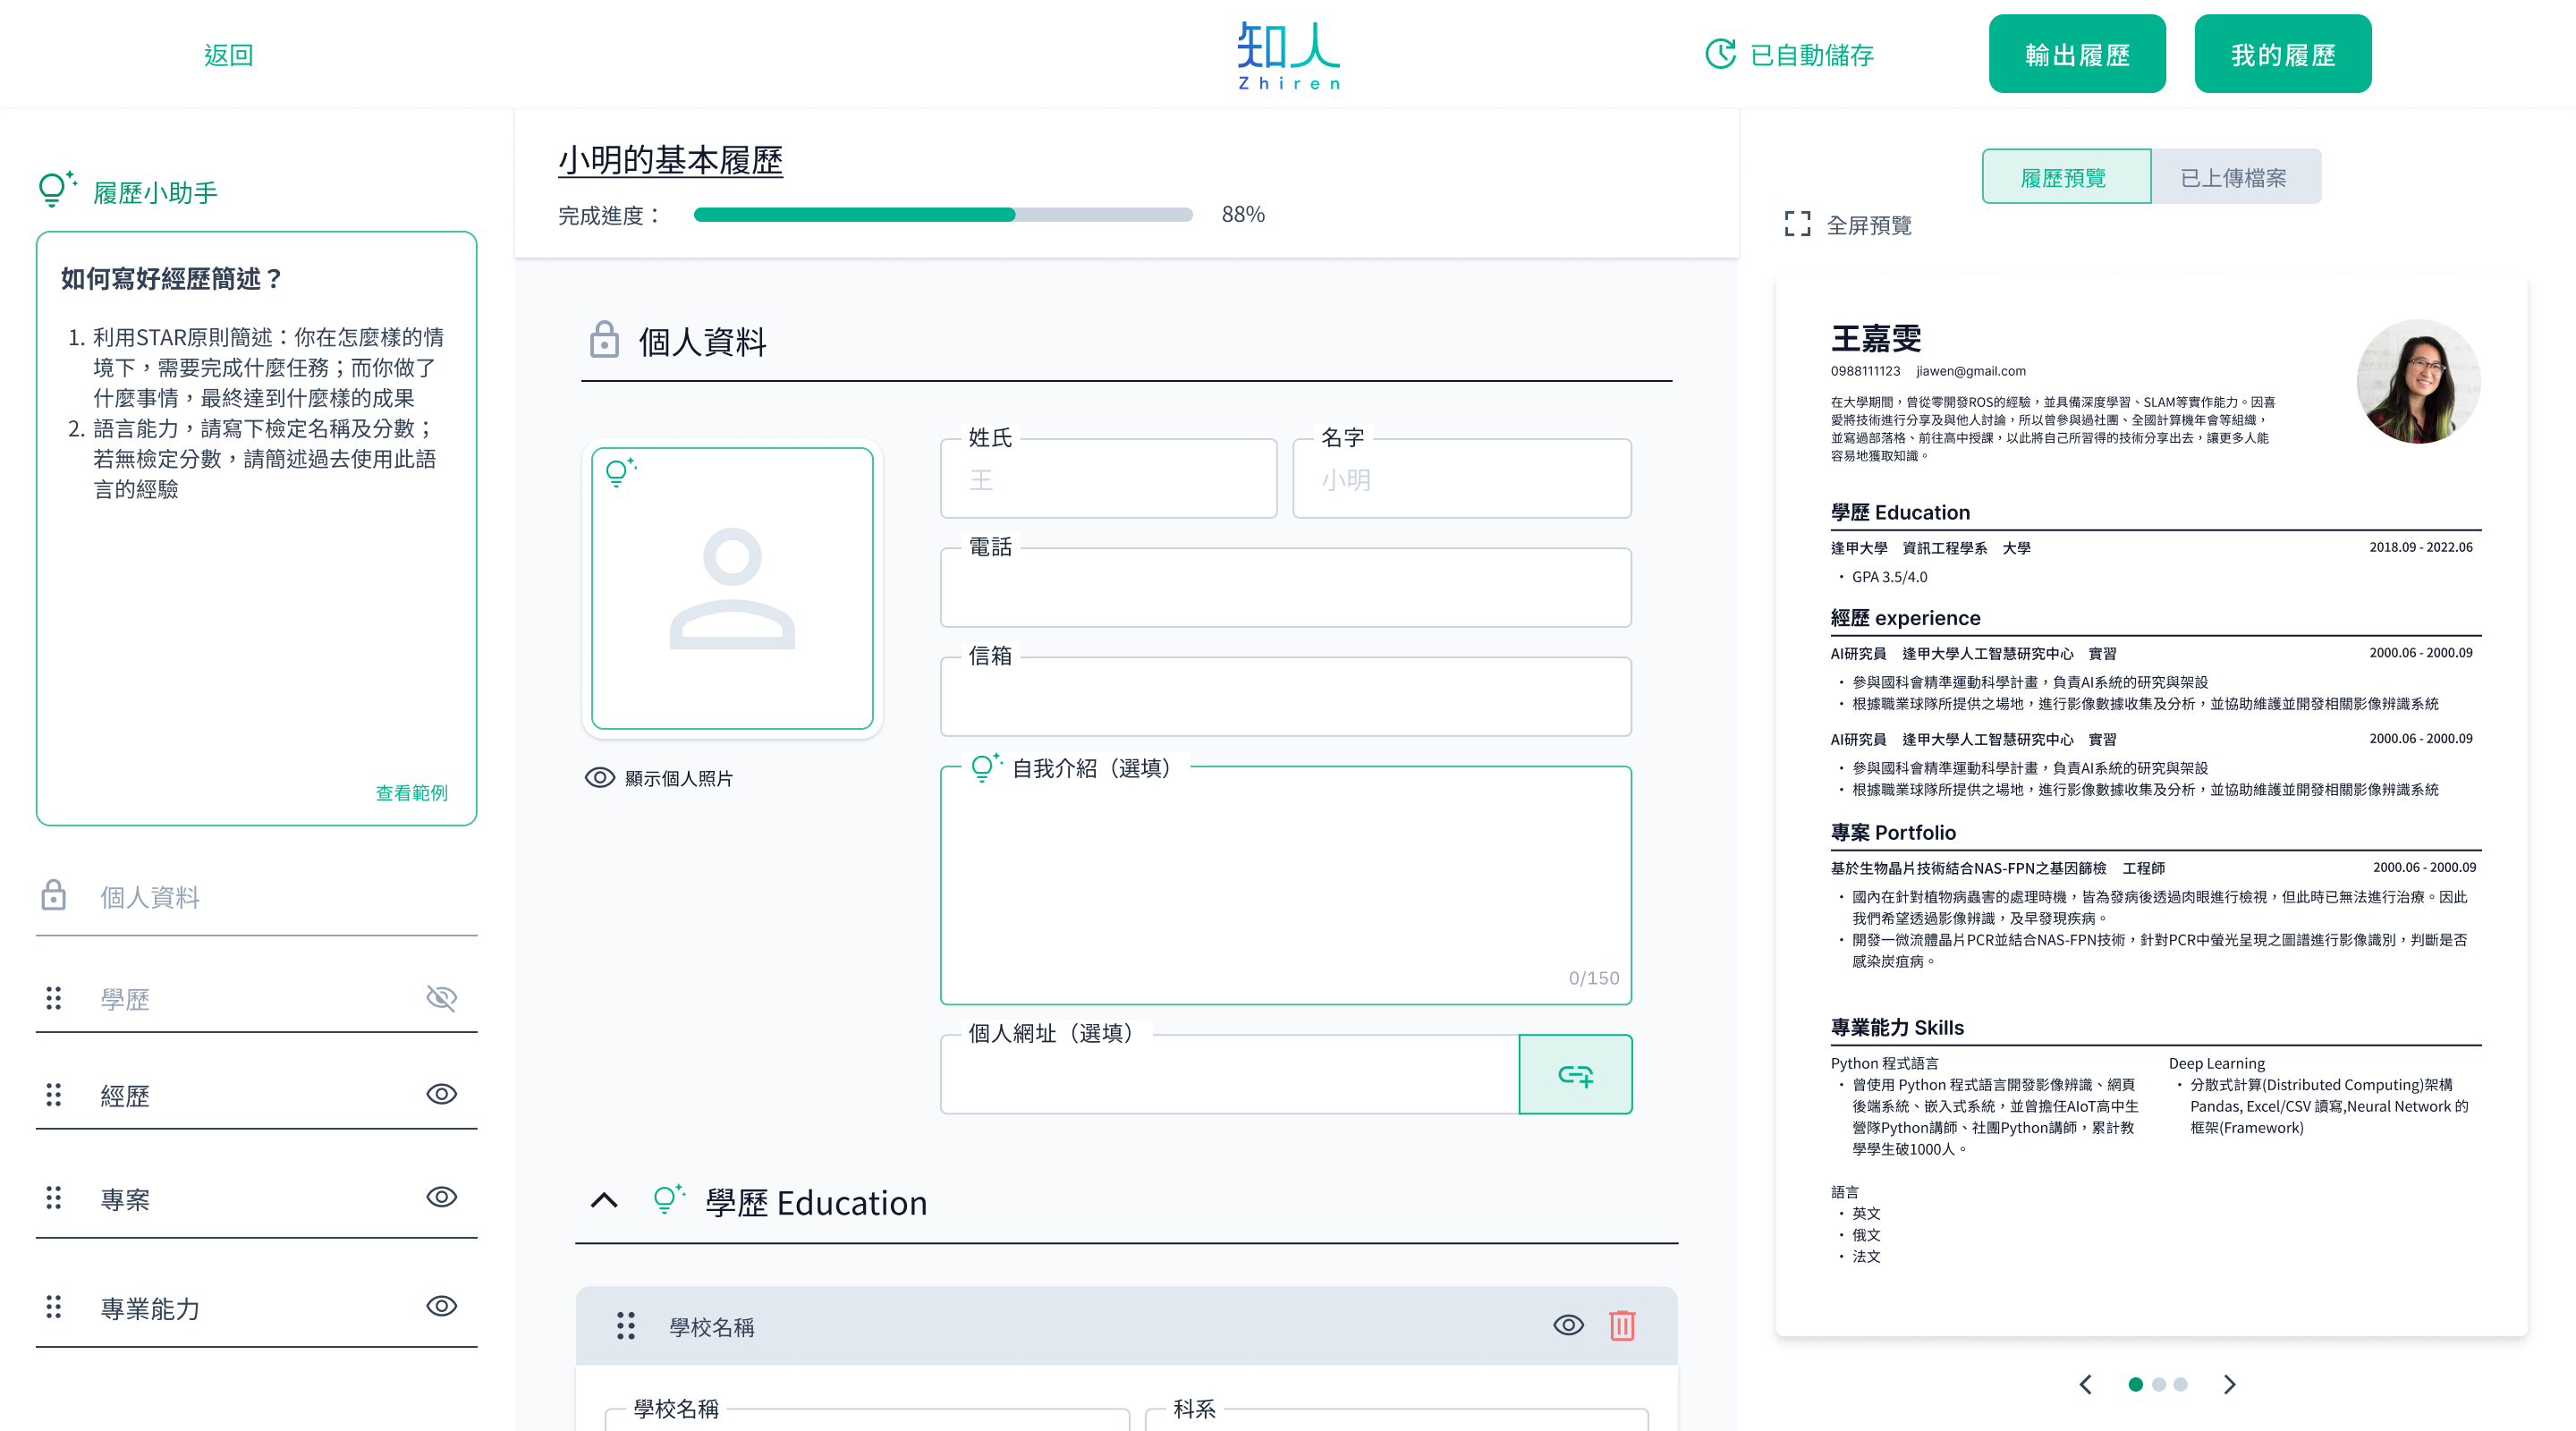 返回
知人
Zhiren
已自動儲存
輸出履歷
我的履歷
履歷小助手
如何寫好經歷簡述？
1. 利用STAR原則簡述：你在怎麼樣的情
境下，需要完成什麼任務；而你做了
什麼事情，最終達到什麼樣的成果
2. 語言能力，請寫下檢定名稱及分數；
若無檢定分數，請簡述過去使用此語
言的經驗
查看範例
個人資料
學歷
經歷
專案
專業能力
小明的基本履歷
完成進度：
88%
個人資料
顯示個人照片
姓氏
王
名字
小明
電話
信箱
自我介紹（選填）
0/150
個人網址（選填）
學歷 Education
學校名稱
學校名稱
科系
履歷預覽
已上傳檔案
全屏預覽
王嘉雯
0988111123 jiawen@gmail.com
在大學期間，曾從零開發ROS的經驗，並具備深度學習、SLAM等實作能力。因喜
愛將技術進行分享及與他人討論，所以曾參與過社團、全國計算機年會等組織，
並寫過部落格、前往高中授課，以此將自己所習得的技術分享出去，讓更多人能
容易地獲取知識。
學歷 Education
逢甲大學 資訊工程學系 大學 2018.09 - 2022.06
・ GPA 3.5/4.0
經歷 experience
AI研究員 逢甲大學人工智慧研究中心 實習 2000.06 - 2000.09
・ 參與國科會精準運動科學計畫，負責AI系統的研究與架設
・ 根據職業球隊所提供之場地，進行影像數據收集及分析，並協助維護並開發相關影像辨識系統
AI研究員 逢甲大學人工智慧研究中心 實習 2000.06 - 2000.09
・ 參與國科會精準運動科學計畫，負責AI系統的研究與架設
・ 根據職業球隊所提供之場地，進行影像數據收集及分析，並協助維護並開發相關影像辨識系統
專案 Portfolio
基於生物晶片技術結合NAS-FPN之基因篩檢 工程師 2000.06 - 2000.09
・ 國內在針對植物病蟲害的處理時機，皆為發病後透過肉眼進行檢視，但此時已無法進行治療。因此
我們希望透過影像辨識，及早發現疾病。
・ 開發一微流體晶片PCR並結合NAS-FPN技術，針對PCR中螢光呈現之圖譜進行影像識別，判斷是否
感染炭疽病。
專業能力 Skills
Python 程式語言
・ 曾使用 Python 程式語言開發影像辨識、網頁
後端系統、嵌入式系統，並曾擔任AIoT高中生
營隊Python講師、社團Python講師，累計教
學學生破1000人。
Deep Learning
・ 分散式計算(Distributed Computing)架構
Pandas, Excel/CSV 讀寫,Neural Network 的
框架(Framework)
語言
・ 英文
・ 俄文
・ 法文